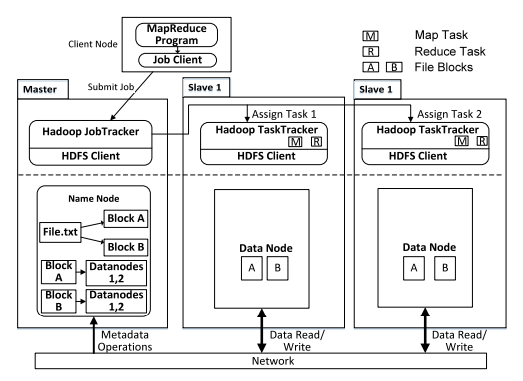 Client Node
MapReduce
Program
Job Client
M Map Task
R Reduce Task
A B File Blocks
Submit Job
Master
Slave 1
Slave 1
Assign Task 1
Assign Task 2
Hadoop JobTracker
HDFS Client
Hadoop TaskTracker
M R
HDFS Client
Hadoop TaskTracker
M R
HDFS Client
Name Node
File.txt
Block A
Block B
Block
A
Datanodes
1,2
Block
B
Datanodes
1,2
Data Node
A B
Data Node
A B
Metadata
Operations
Data Read/
Write
Data Read/
Write
Network